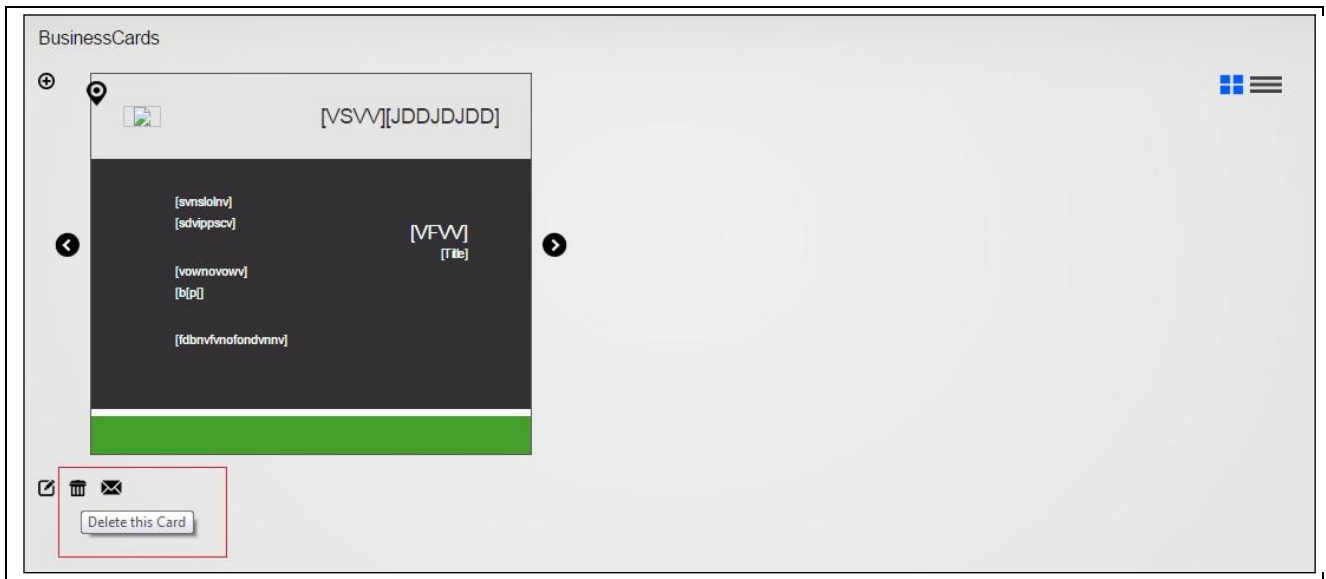 BusinessCards
[VSVV][JDDJDJDD]
[svnslolnv]
[sdvippscv]
[VFVV]
[Title]
[vownovowv]
[b[p[]
[fdbnvfvnofondvnnv]
Delete this Card